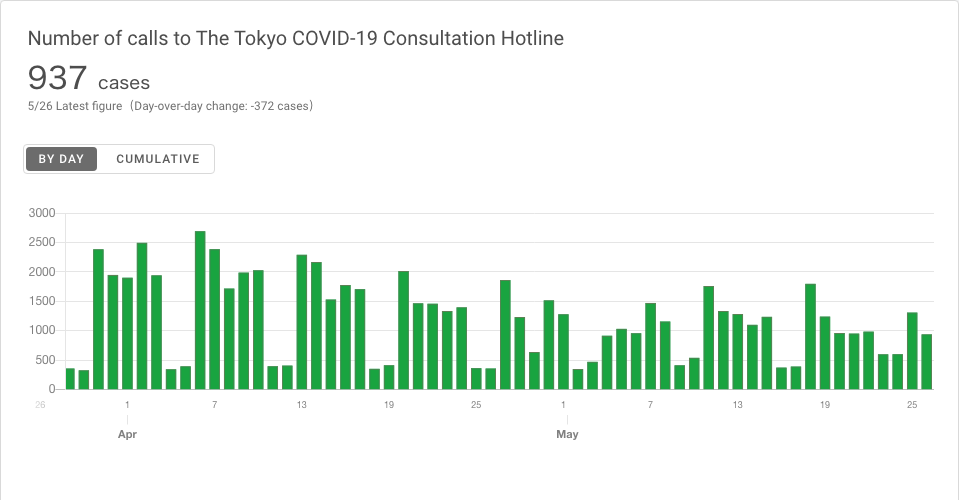 Number of calls to The Tokyo COVID-19 Consultation Hotline
937 cases
5/26 Latest figure（Day-over-day change: -372 cases）
BY DAY CUMULATIVE
3000
2500
2000
1500
1000
500
0
26 1 7 13 19 25 1 7 13 19 25
Apr May